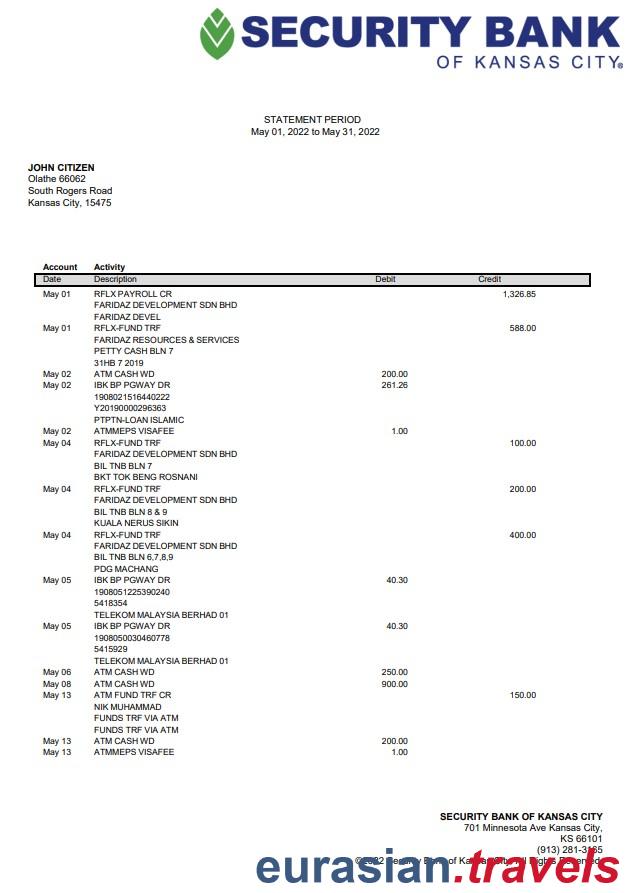 SECURITY BANK
OF KANSAS CITY®
STATEMENT PERIOD
May 01, 2022 to May 31, 2022
JOHN CITIZEN
Olathe 66062
South Rogers Road
Kansas City, 15475
Account Activity
Date Description Debit Credit
May 01 RFLX PAYROLL CR 1,326.85
FARIDAZ DEVELOPMENT SDN BHD
FARIDAZ DEVEL
May 01 RFLX-FUND TRF 588.00
FARIDAZ RESOURCES & SERVICES
PETTY CASH BLN 7
31HB 7 2019
May 02 ATM CASH WD 200.00
May 02 IBK BP PGWAY DR 261.26
1908021516440222
Y20190000296363
PTPTN-LOAN ISLAMIC
May 02 ATMMEPS VISAFEE 1.00
May 04 RFLX-FUND TRF 100.00
FARIDAZ DEVELOPMENT SDN BHD
BIL TNB BLN 7
BKT TOK BENG ROSNANI
May 04 RFLX-FUND TRF 200.00
FARIDAZ DEVELOPMENT SDN BHD
BIL TNB BLN 8 & 9
KUALA NERUS SIKIN
May 04 RFLX-FUND TRF 400.00
FARIDAZ DEVELOPMENT SDN BHD
BIL TNB BLN 6,7,8,9
PDG MACHANG
May 05 IBK BP PGWAY DR 40.30
1908051225390240
5418354
TELEKOM MALAYSIA BERHAD 01
May 05 IBK BP PGWAY DR 40.30
1908050030460778
5415929
TELEKOM MALAYSIA BERHAD 01
May 06 ATM CASH WD 250.00
May 08 ATM CASH WD 900.00
May 13 ATM FUND TRF CR 150.00
NIK MUHAMMAD
FUNDS TRF VIA ATM
FUNDS TRF VIA ATM
May 13 ATM CASH WD 200.00
May 13 ATMMEPS VISAFEE 1.00
SECURITY BANK OF KANSAS CITY
701 Minnesota Ave Kansas City,
KS 66101
(913) 281-3165
©2022 Security Bank of Kansas City All Rights Reserved
eurasian.travels